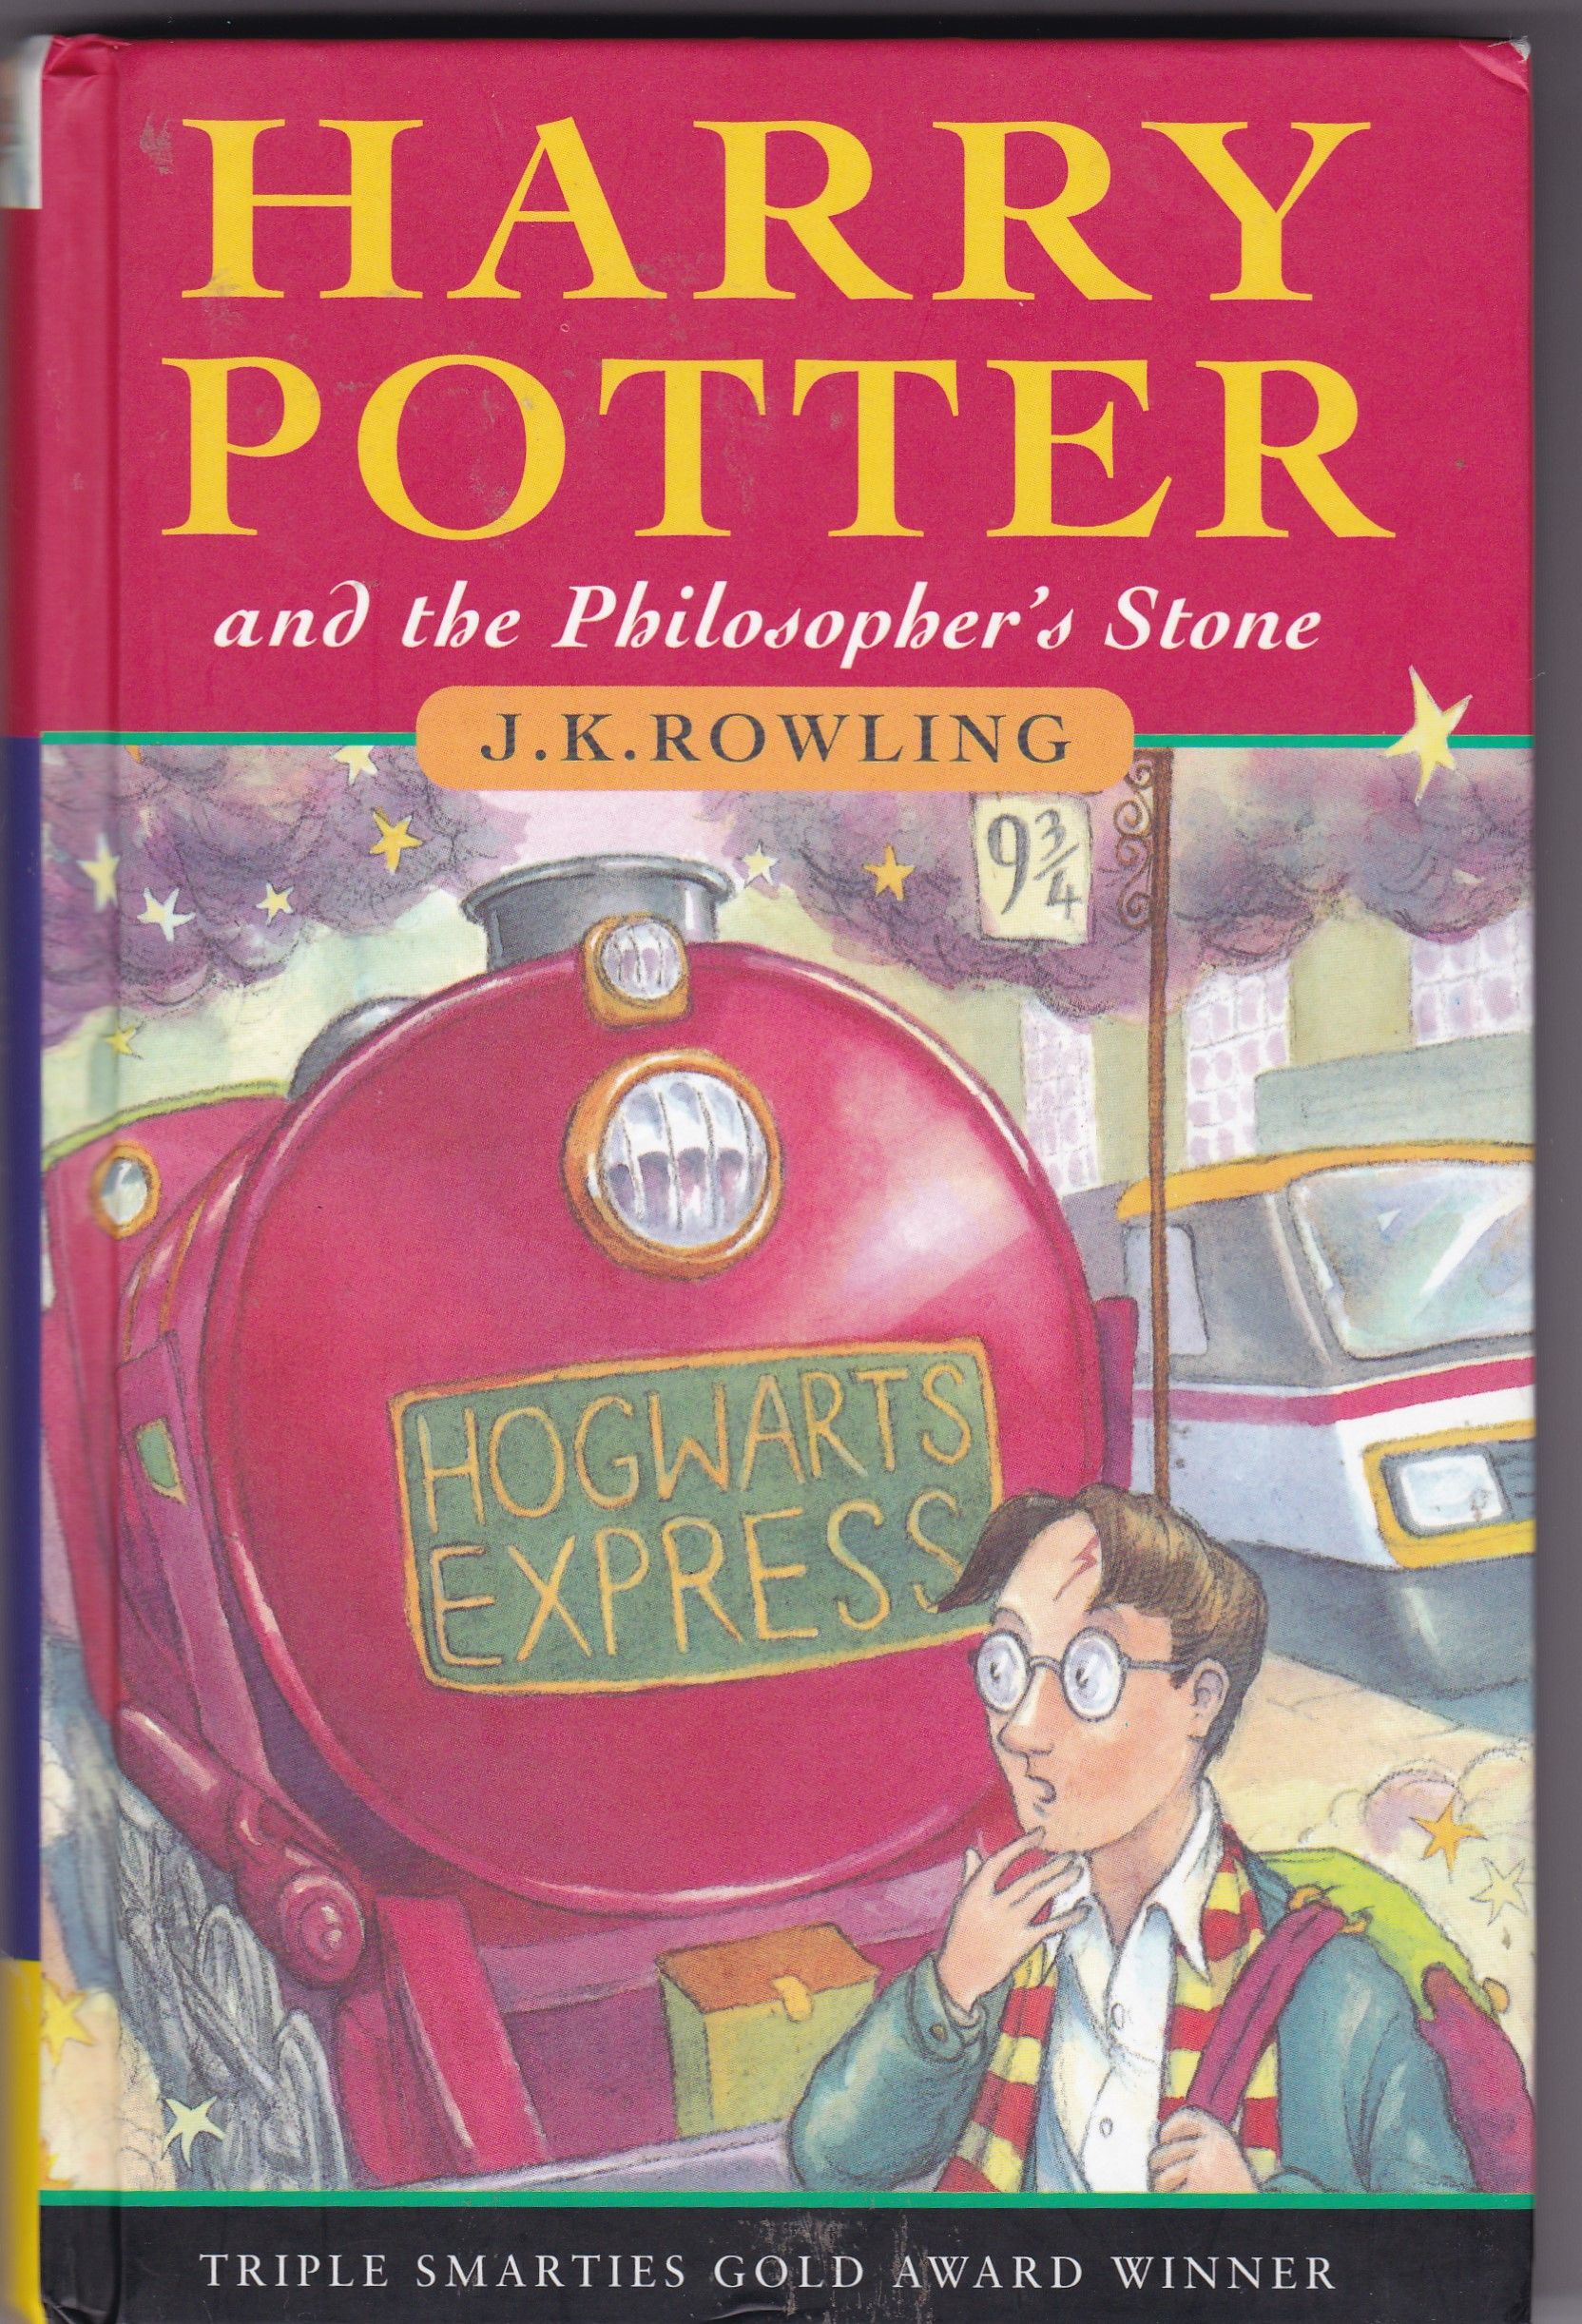 HARRY
POTTER
and the Philosopher's Stone
J.K.ROWLING
9¾
HOGWARTS
EXPRESS
TRIPLE SMARTIES GOLD AWARD WINNER